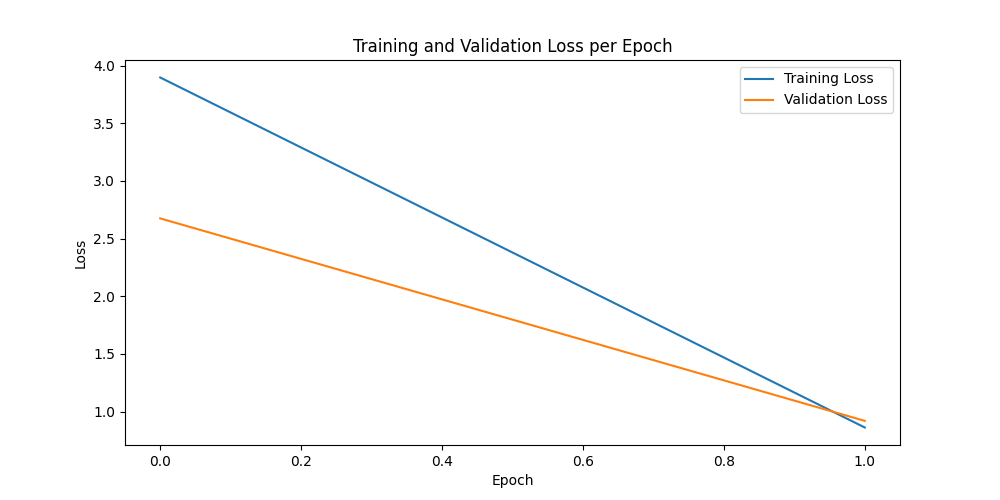 Training and Validation Loss per Epoch
Training Loss
Validation Loss
4.0
3.5
3.0
2.5
2.0
1.5
1.0
Loss
0.0 0.2 0.4 0.6 0.8 1.0
Epoch